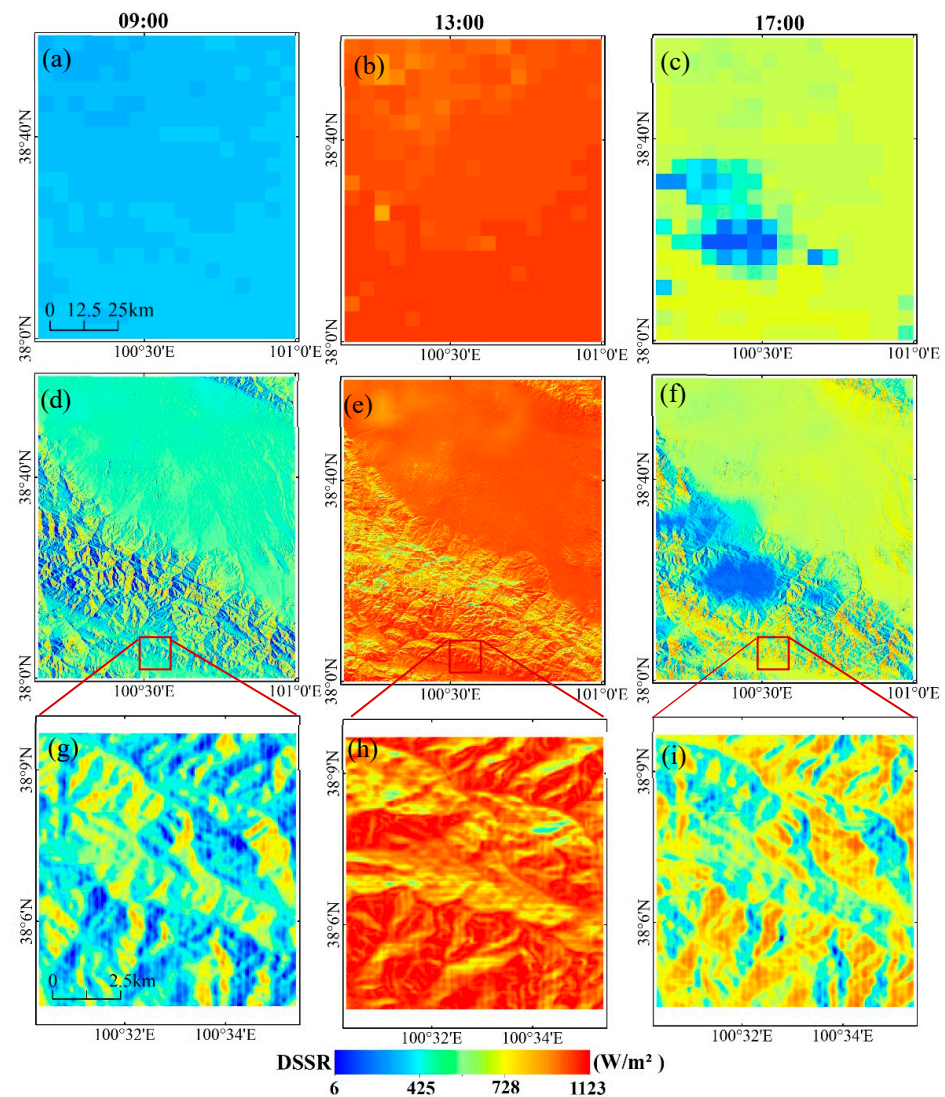 09:00 13:00 17:00
(a) (b) (c)
38°40'N 38°40'N 38°40'N
0 12.5 25km
38°0'N 38°0'N 38°0'N
100°30'E 101°0'E 100°30'E 101°0'E 100°30'E 101°0'E
(d) (e) (f)
38°40'N 38°40'N 38°40'N
38°0'N 38°0'N 38°0'N
100°30'E 101°0'E 100°30'E 101°0'E 100°30'E 101°0'E
(g) (h) (i)
38°9'N 38°9'N 38°9'N
38°6'N 38°6'N 38°6'N
0 2.5km
100°32'E 100°34'E 100°32'E 100°34'E 100°32'E 100°34'E
DSSR (W/m² )
6 425 728 1123